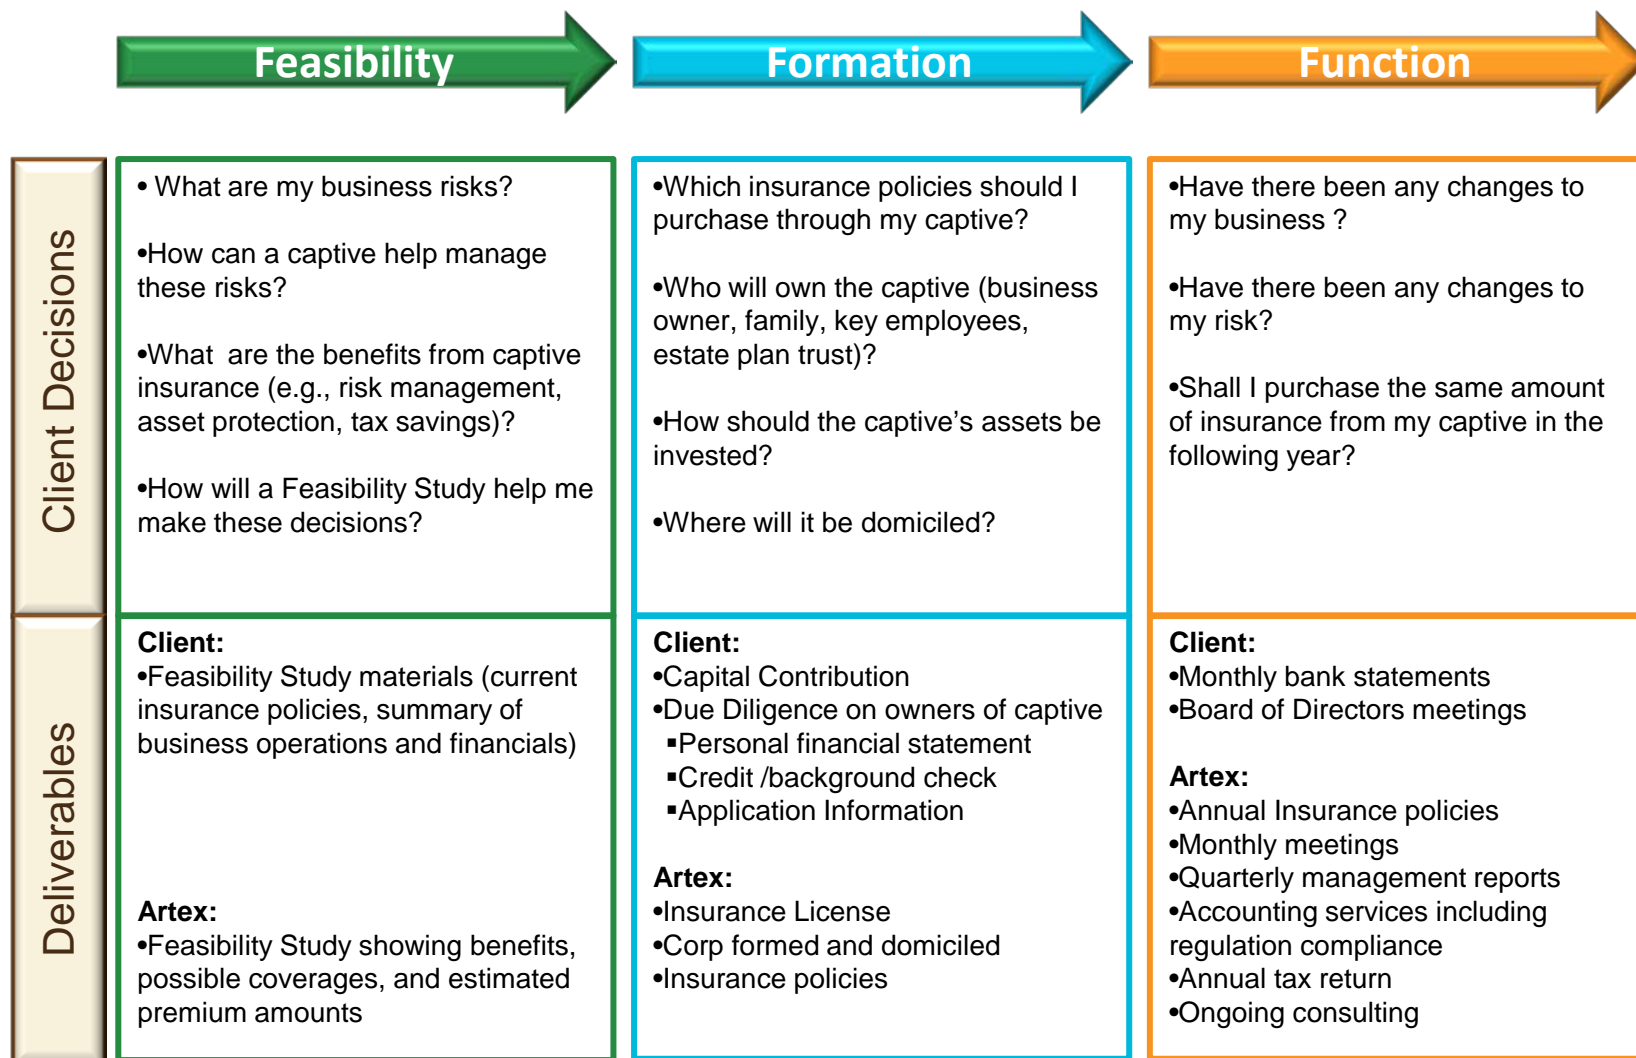 Feasibility
Formation
Function
Client Decisions
• What are my business risks?
•How can a captive help manage
these risks?
•What  are the benefits from captive
insurance (e.g., risk management,
asset protection, tax savings)?
•How will a Feasibility Study help me
make these decisions?
•Which insurance policies should I
purchase through my captive?
•Who will own the captive (business
owner, family, key employees,
estate plan trust)?
•How should the captive’s assets be
invested?
•Where will it be domiciled?
•Have there been any changes to
my business ?
•Have there been any changes to
my risk?
•Shall I purchase the same amount
of insurance from my captive in the
following year?
Deliverables
Client:
•Feasibility Study materials (current
insurance policies, summary of
business operations and financials)
Artex:
•Feasibility Study showing benefits,
possible coverages, and estimated
premium amounts
Client:
•Capital Contribution
•Due Diligence on owners of captive
▪Personal financial statement
▪Credit /background check
▪Application Information
Artex:
•Insurance License
•Corp formed and domiciled
•Insurance policies
Client:
•Monthly bank statements
•Board of Directors meetings
Artex:
•Annual Insurance policies
•Monthly meetings
•Quarterly management reports
•Accounting services including
regulation compliance
•Annual tax return
•Ongoing consulting